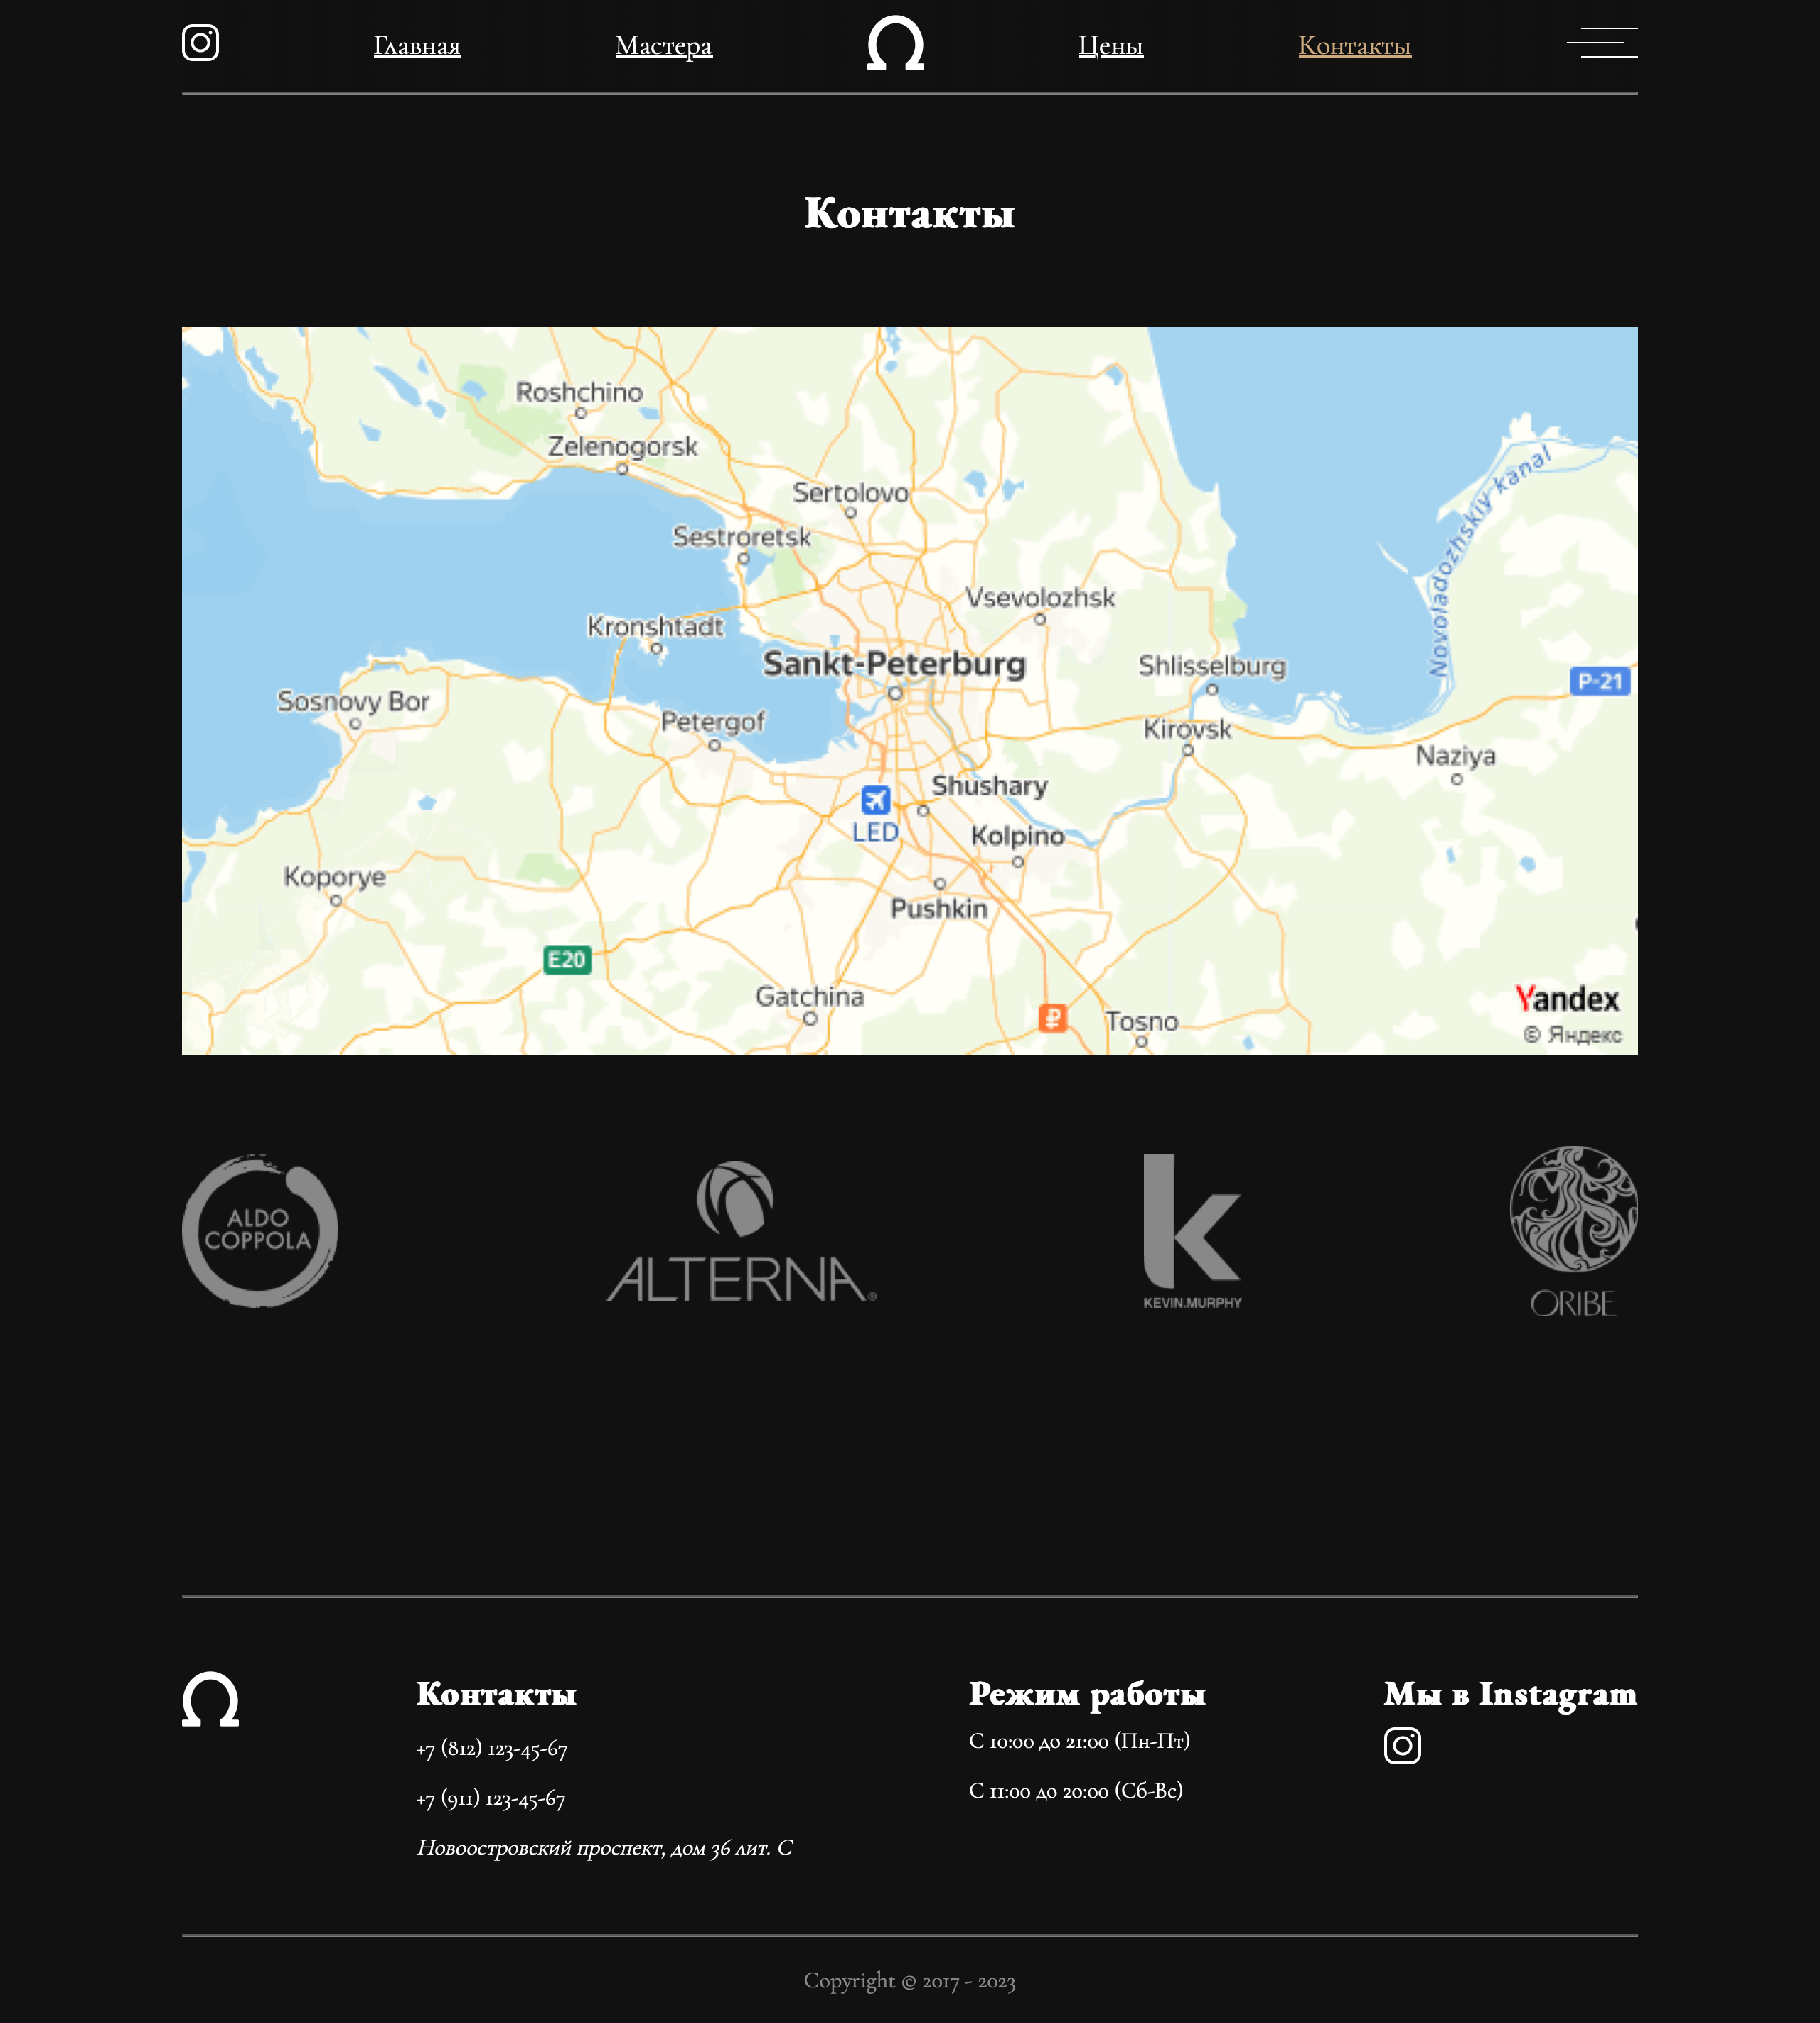 Главная
Мастера
Цены
Контакты
Контакты
Roshchino
Zelenogorsk
Sertolovo
Sestroretsk
Vsevolozhsk
Kronshtadt
Sankt-Peterburg
Shlisselburg
Novoladozhskiy kanal
P-21
Sosnovy Bor
Petergof
Kirovsk
Naziya
Shushary
LED
Kolpino
Koporye
Pushkin
E20
Gatchina
₽
Tosno
Yandex
© Яндекс
ALDO
COPPOLA
ALTERNA®
KEVIN.MURPHY
ORIBE
Контакты
+7 (812) 123-45-67
+7 (911) 123-45-67
Новоостровский проспект, дом 36 лит. С
Режим работы
С 10:00 до 21:00 (Пн-Пт)
С 11:00 до 20:00 (Сб-Вс)
Мы в Instagram
Copyright © 2017 - 2023